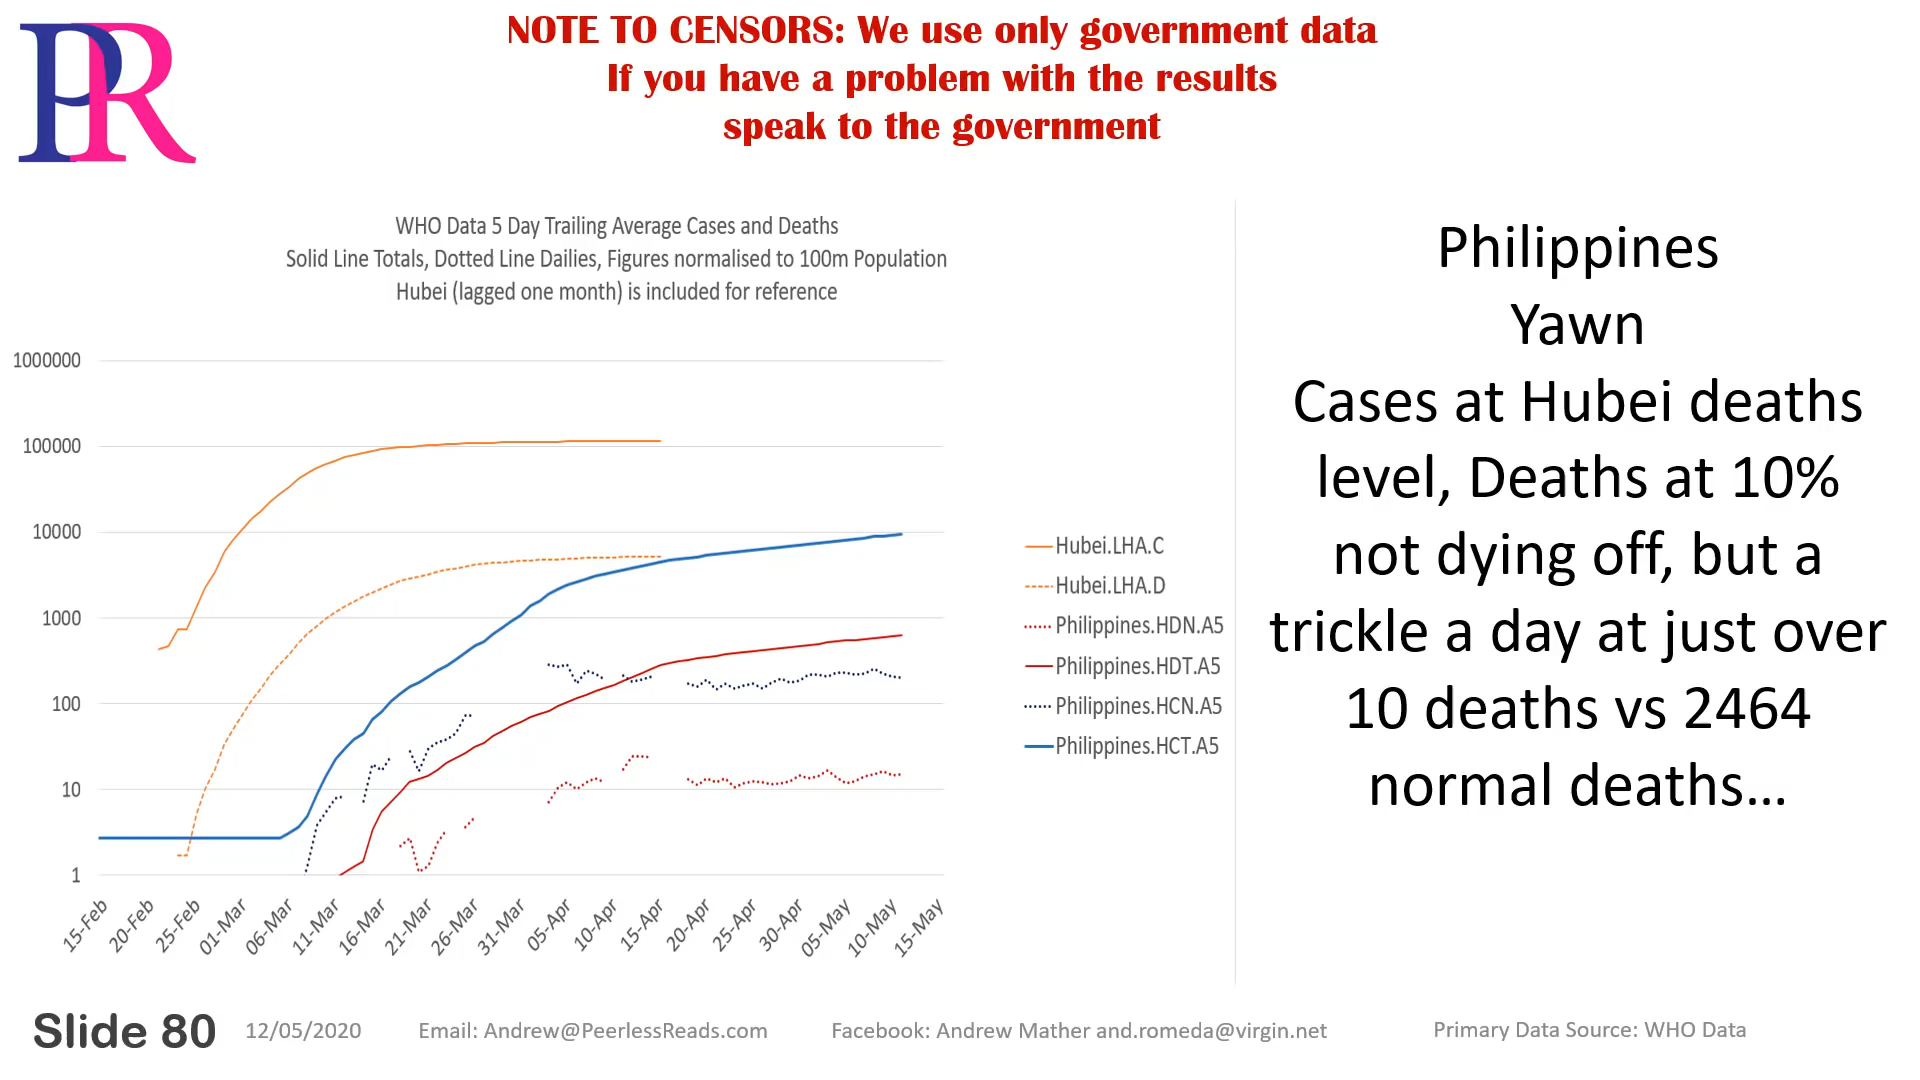 PR
NOTE TO CENSORS: We use only government data
If you have a problem with the results
speak to the government
WHO Data 5 Day Trailing Average Cases and Deaths
Solid Line Totals, Dotted Line Dailies, Figures normalised to 100m Population
Hubei (lagged one month) is included for reference
1000000
100000
10000
1000
100
10
1
15-Feb
20-Feb
25-Feb
01-Mar
06-Mar
11-Mar
16-Mar
21-Mar
26-Mar
31-Mar
05-Apr
10-Apr
15-Apr
20-Apr
25-Apr
30-Apr
05-May
10-May
15-May
Hubei.LHA.C
Hubei.LHA.D
Philippines.HDN.A5
Philippines.HDT.A5
Philippines.HCN.A5
Philippines.HCT.A5
Philippines
Yawn
Cases at Hubei deaths
level, Deaths at 10%
not dying off, but a
trickle a day at just over
10 deaths vs 2464
normal deaths...
Slide 80
12/05/2020
Email: Andrew@PeerlessReads.com
Facebook: Andrew Mather and.romeda@virgin.net
Primary Data Source: WHO Data